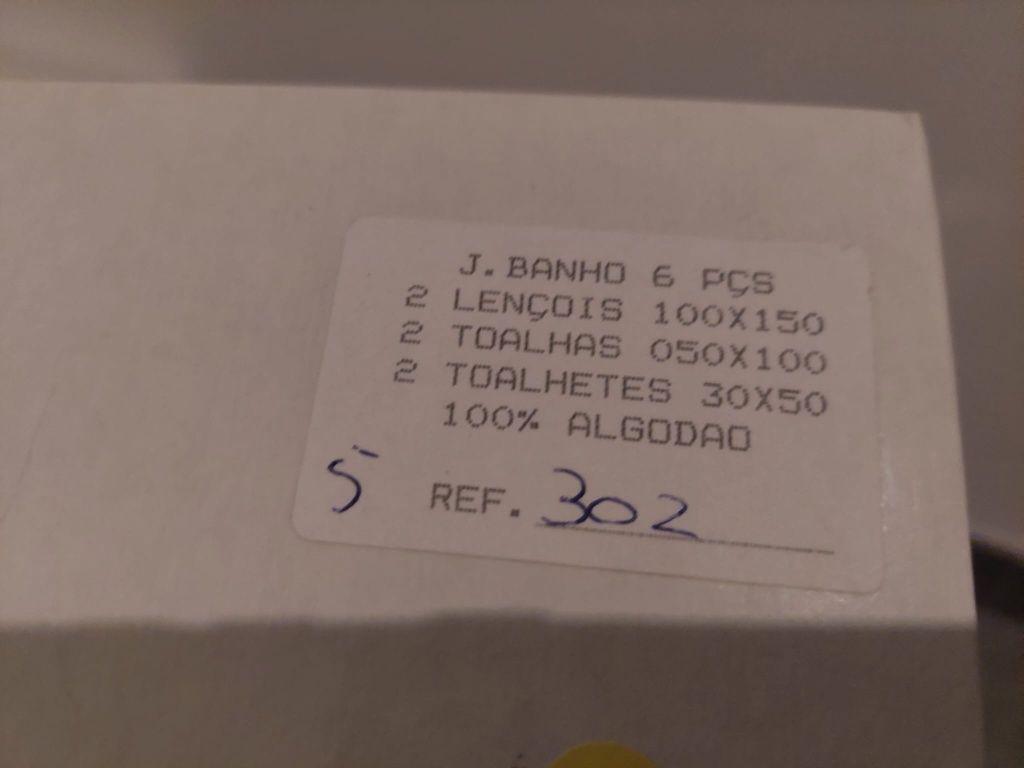 J. BANHO 6 PÇS
2 LENÇOIS 100X150
2 TOALHAS 050X100
2 TOALHETES 30X50
100% ALGODAO
5 REF. 302